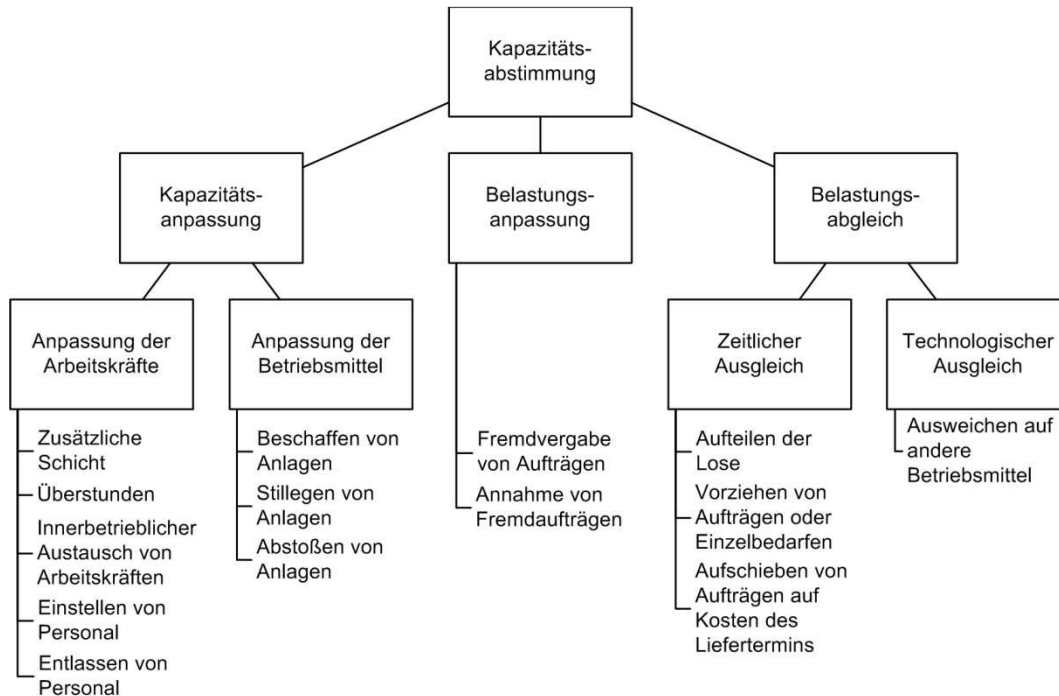 Kapazitäts-
abstimmung
Kapazitäts-
anpassung
Belastungs-
anpassung
Belastungs-
abgleich
Anpassung der
Arbeitskräfte
Anpassung der
Betriebsmittel
Zeitlicher
Ausgleich
Technologischer
Ausgleich
Zusätzliche
Schicht
Überstunden
Innerbetrieblicher
Austausch von
Arbeitskräften
Einstellen von
Personal
Entlassen von
Personal
Beschaffen von
Anlagen
Stillegen von
Anlagen
Abstoßen von
Anlagen
Fremdvergabe
von Aufträgen
Annahme von
Fremdaufträgen
Aufteilen der
Lose
Vorziehen von
Aufträgen oder
Einzelbedarfen
Aufschieben von
Aufträgen auf
Kosten des
Liefertermins
Ausweichen auf
andere
Betriebsmittel